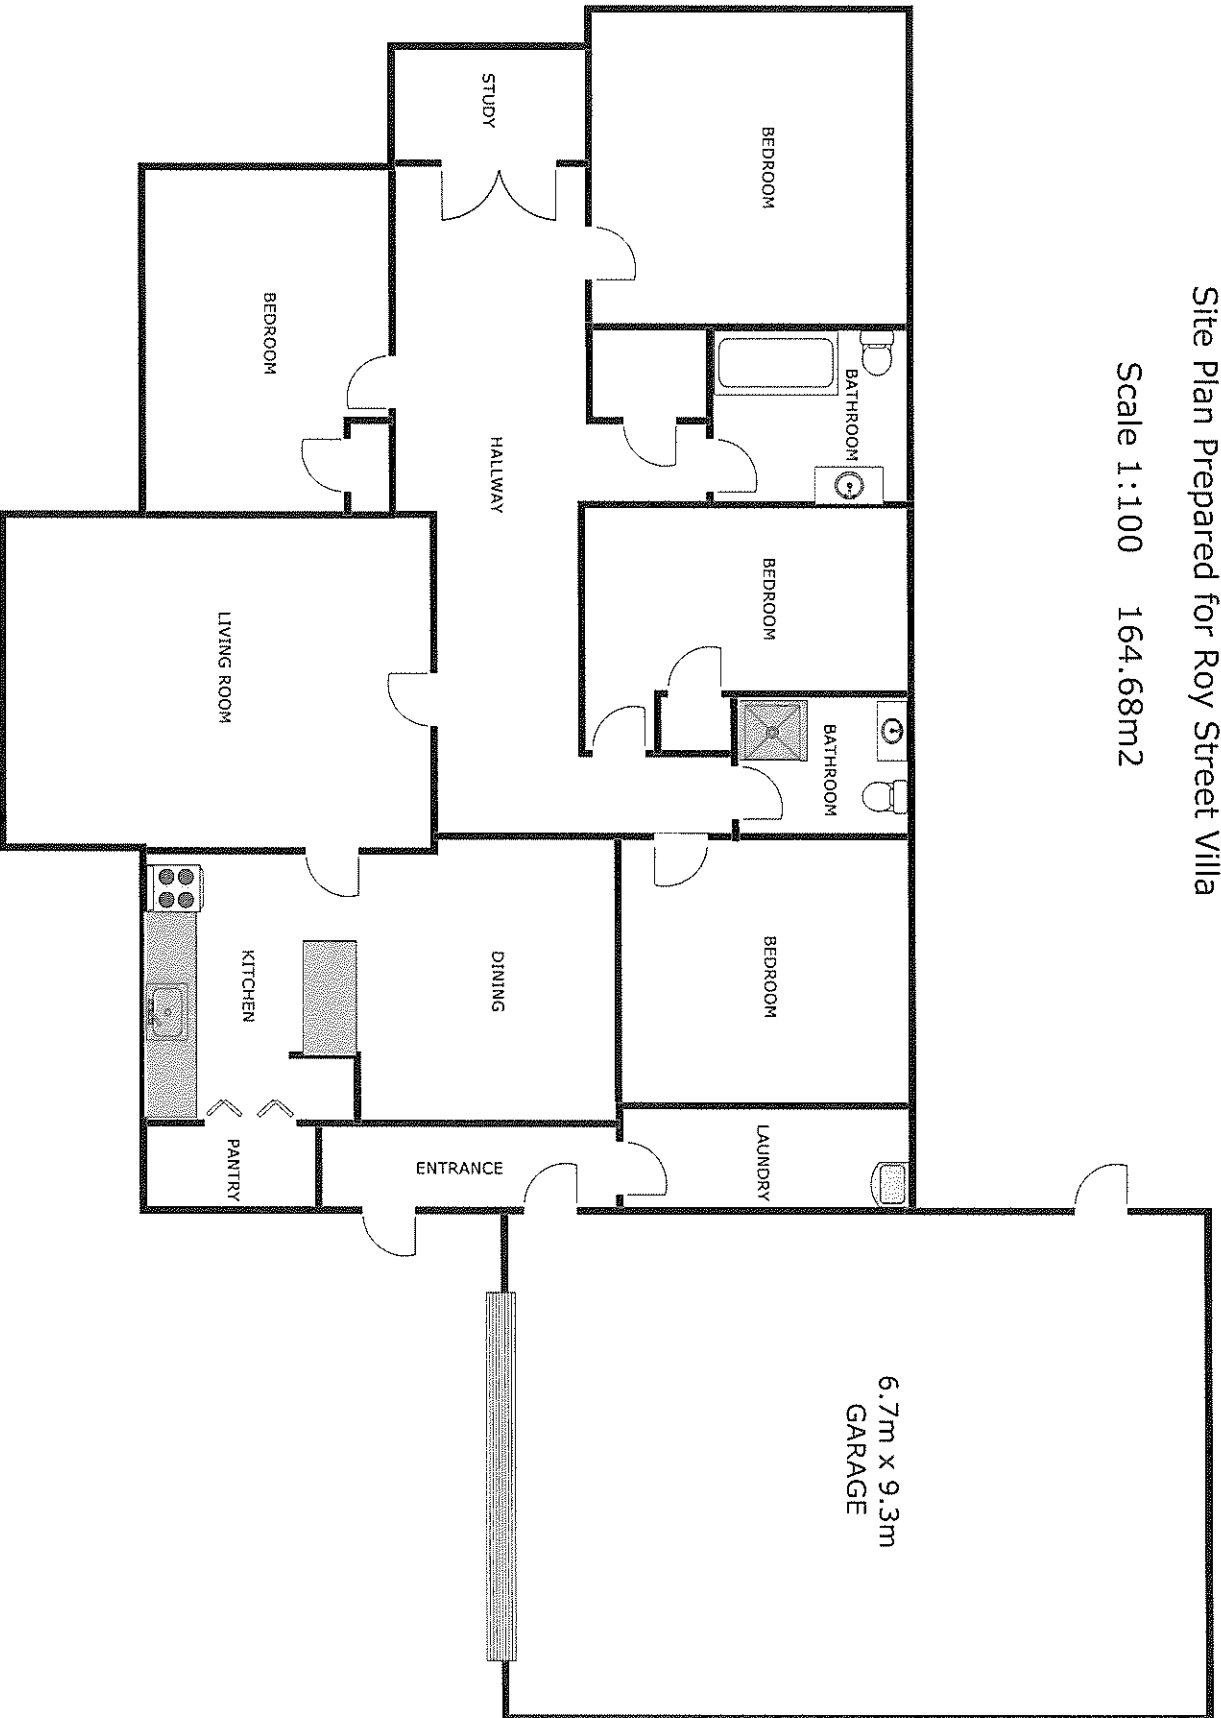 Site Plan Prepared for Roy Street Villa
Scale 1:100 164.68m2
BEDROOM
BATHROOM
BEDROOM
BATHROOM
BEDROOM
LAUNDRY
6.7m x 9.3m
GARAGE
STUDY
HALLWAY
DINING
ENTRANCE
BEDROOM
LIVING ROOM
KITCHEN
PANTRY